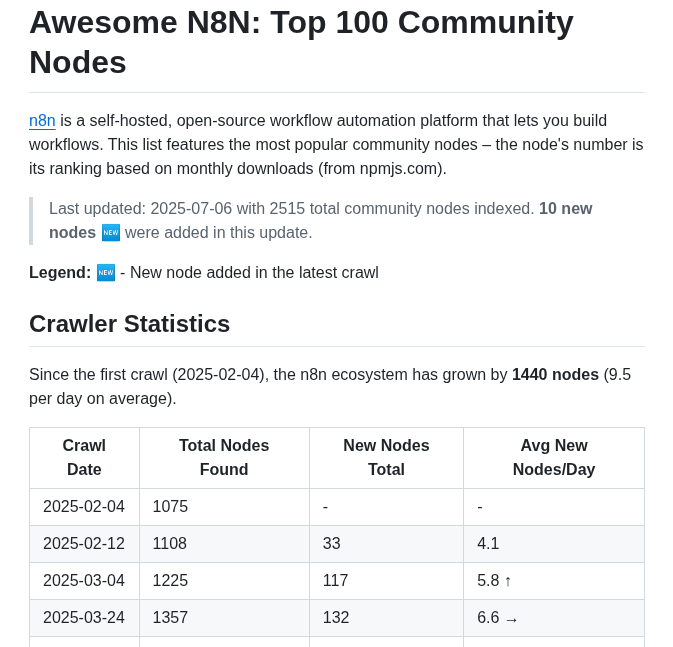 Awesome N8N: Top 100 Community
Nodes
n8n is a self-hosted, open-source workflow automation platform that lets you build
workflows. This list features the most popular community nodes – the node's number is
its ranking based on monthly downloads (from npmjs.com).
Last updated: 2025-07-06 with 2515 total community nodes indexed. 10 new
nodes 🆕 were added in this update.
Legend: 🆕 - New node added in the latest crawl
Crawler Statistics
Since the first crawl (2025-02-04), the n8n ecosystem has grown by 1440 nodes (9.5
per day on average).
Crawl Date | Total Nodes Found | New Nodes Total | Avg New Nodes/Day
2025-02-04 | 1075 | - | -
2025-02-12 | 1108 | 33 | 4.1
2025-03-04 | 1225 | 117 | 5.8 ↑
2025-03-24 | 1357 | 132 | 6.6 →